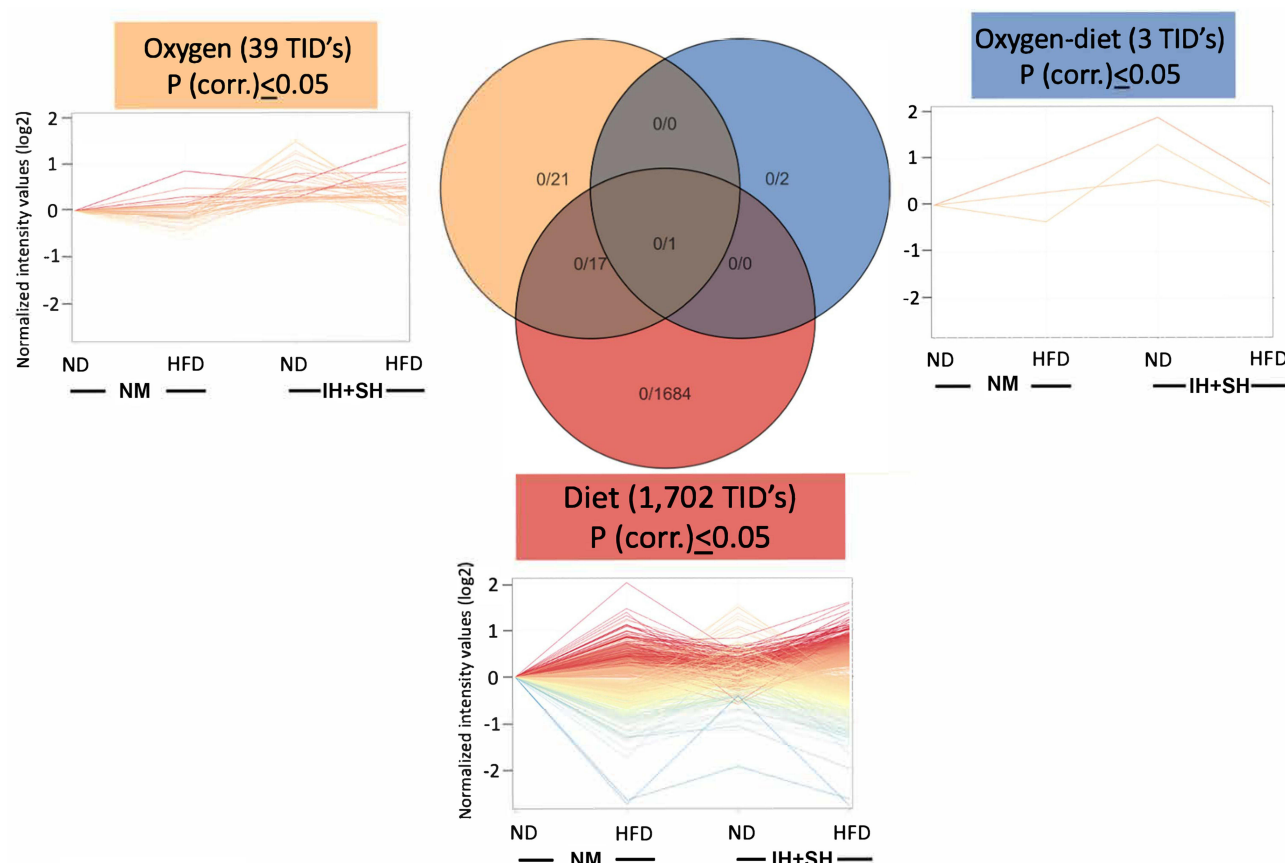 Oxygen (39 TID's)
P (corr.)≤0.05
Normalized intensity values (log2)
2
1
0
-1
-2
ND HFD ND HFD
NM IH+SH
0/0
0/21
0/2
0/1
0/17
0/0
0/1684
Oxygen-diet (3 TID's)
P (corr.)≤0.05
2
1
0
-1
-2
ND HFD ND HFD
NM IH+SH
Diet (1,702 TID's)
P (corr.)≤0.05
Normalized intensity values (log2)
2
1
0
-1
-2
ND HFD ND HFD
NM IH+SH